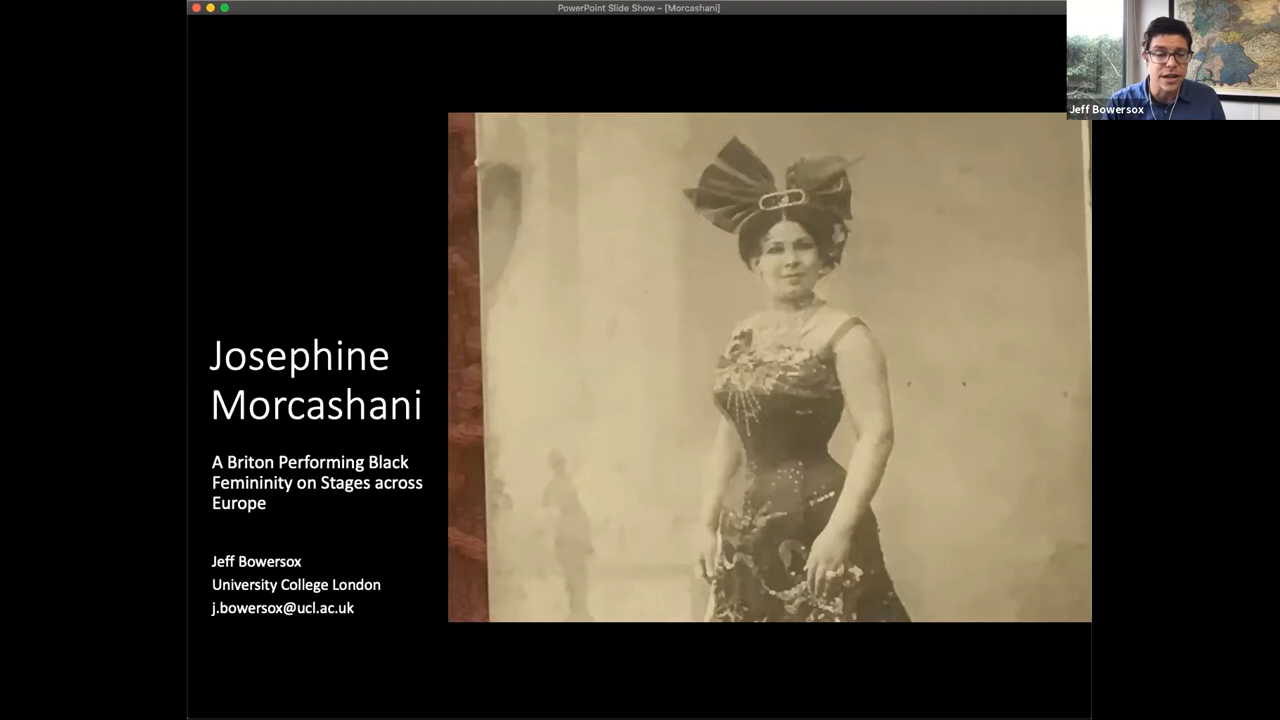 PowerPoint Slide Show – [Morcashani]
Jeff Bowersox
Josephine
Morcashani
A Briton Performing Black
Femininity on Stages across
Europe
Jeff Bowersox
University College London
j.bowersox@ucl.ac.uk